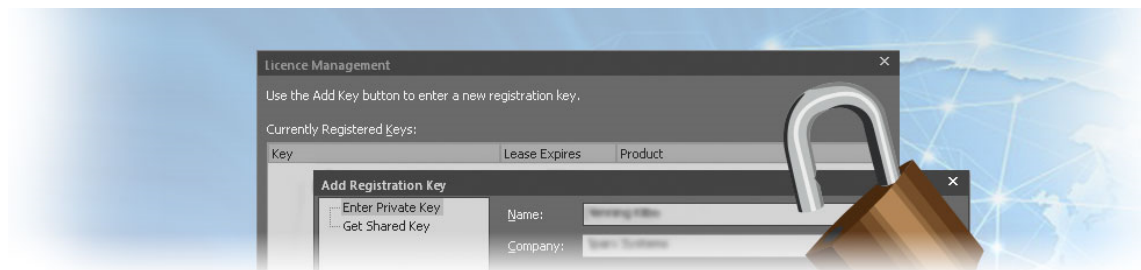 Licence Management
Use the Add Key button to enter a new registration key.
Currently Registered Keys:
Key Lease Expires Product
Add Registration Key
Enter Private Key
Get Shared Key
Name:
Company: